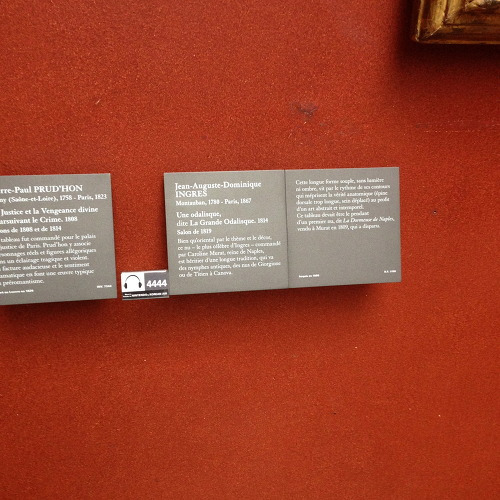 rre-Paul PRUD'HON
ny (Saône-et-Loire), 1758 - Paris, 1823
Justice et la Vengeance divine
ursuivant le Crime. 1808
ons de 1808 et de 1814
tableau fut commandé pour le palais
justice de Paris. Prud'hon y associe
sonnages réels et figures allégoriques
s un éclairage tragique et violent.
facture audacieuse et le sentiment
amatique en font une œuvre typique
préromantisme.
4444
Jean-Auguste-Dominique
INGRES
Montauban, 1780 - Paris, 1867
Une odalisque,
dite La Grande Odalisque. 1814
Salon de 1819
Bien qu'oriental par le thème et le décor,
ce nu – le plus célèbre d'Ingres – commandé
par Caroline Murat, reine de Naples,
est héritier d'une longue tradition, qui va
des nymphes antiques, des nus de Giorgione
ou de Titien à Canova.
Cette longue forme souple, sans lumière
ni ombre, vit par le rythme de ses contours
qui méprisent la vérité anatomique (épine
dorsale trop longue, sein déplacé) au profit
d'un art abstrait et intemporel.
Ce tableau devait être le pendant
d'un premier nu, dit La Dormeuse de Naples,
vendu à Murat en 1809, qui a disparu.